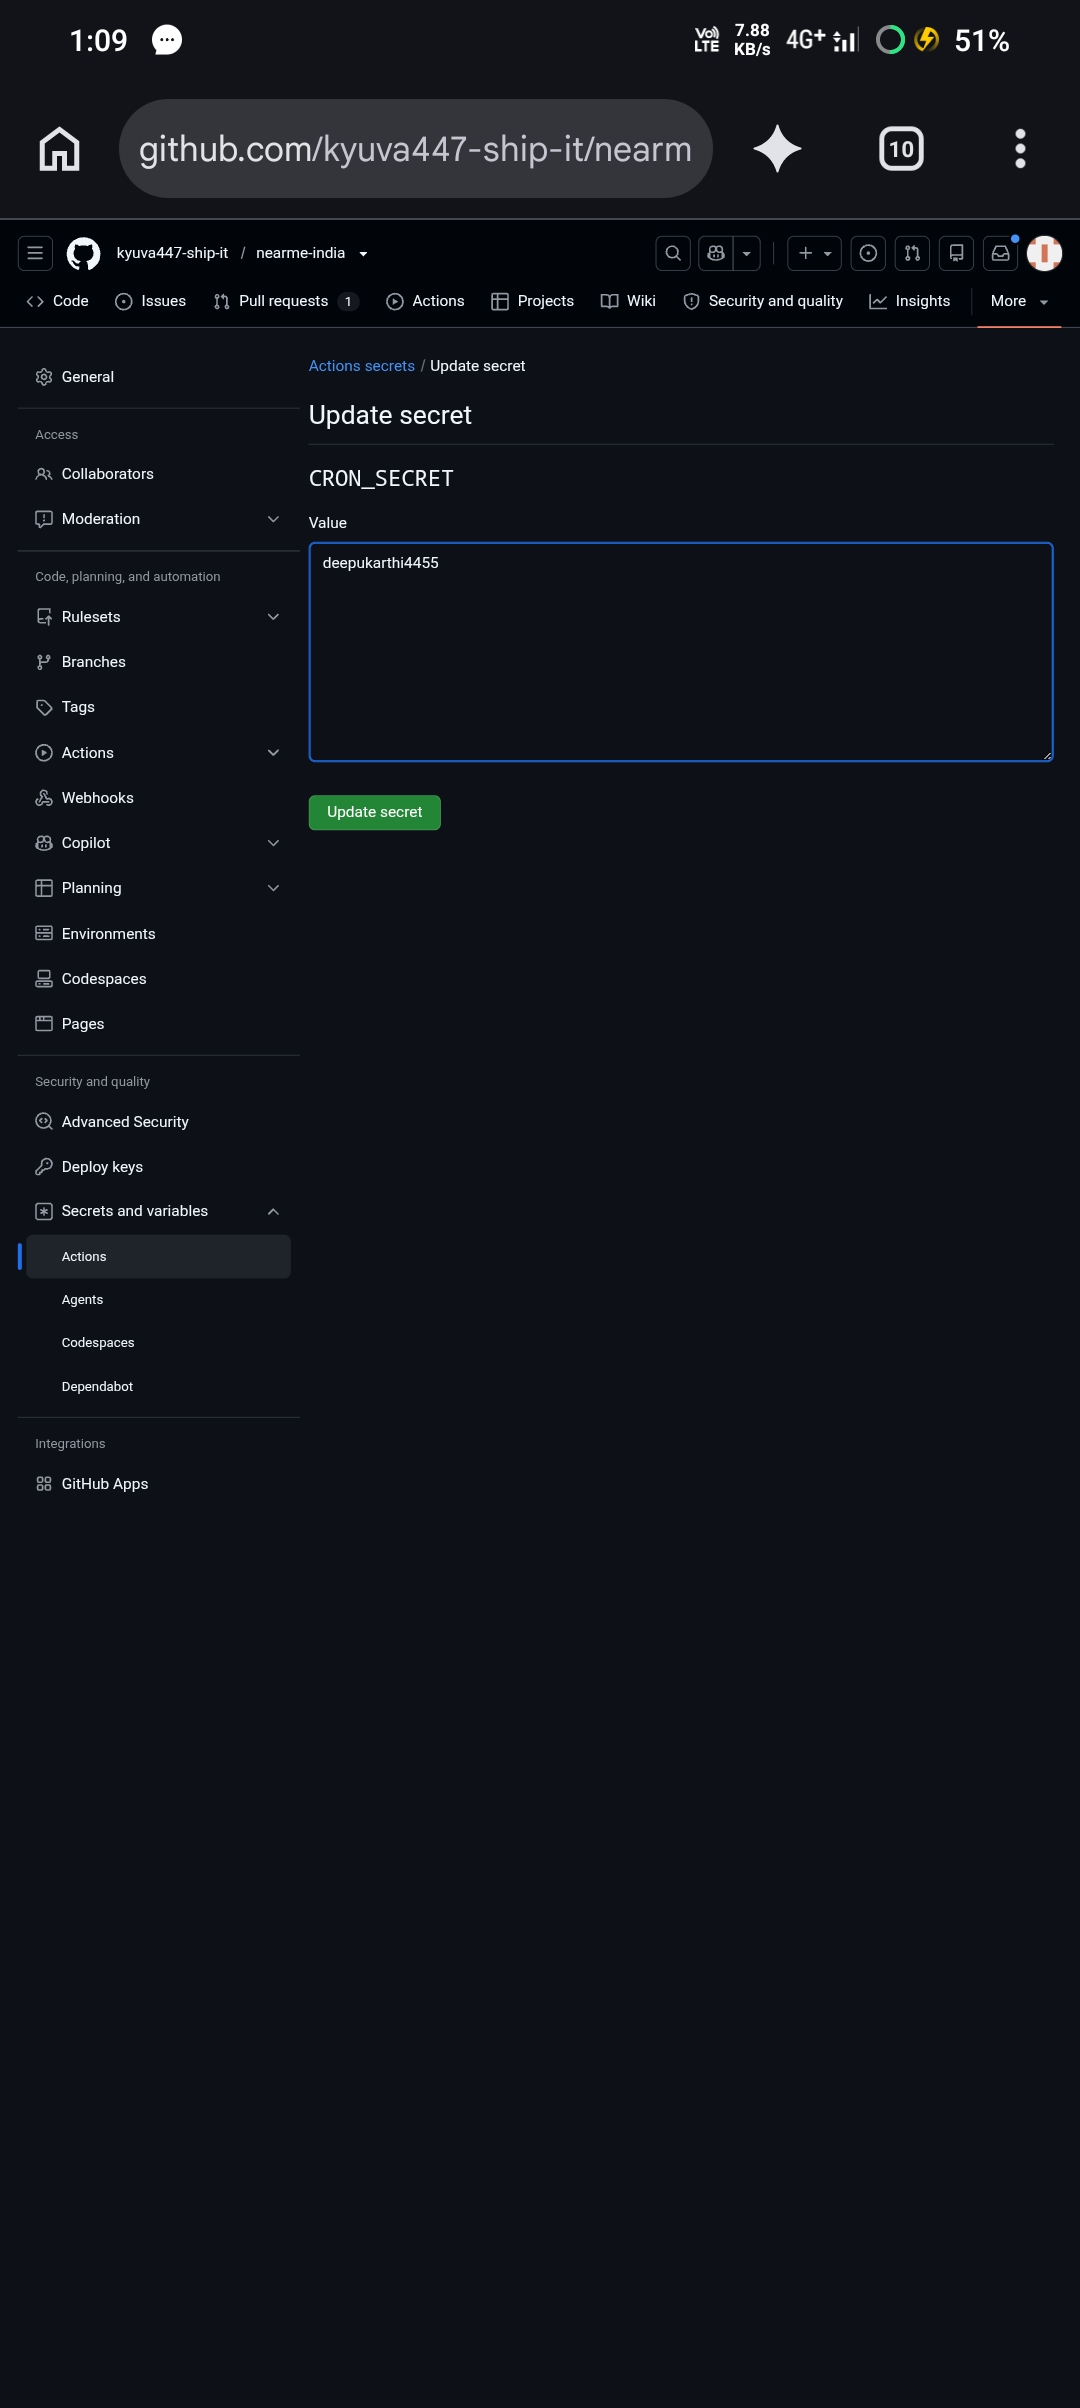 1:09
Vo) LTE 7.88 KB/s 4G+ 51%
github.com/kyuva447-ship-it/nearm
10
kyuva447-ship-it / nearme-india
Code Issues Pull requests 1 Actions Projects Wiki Security and quality Insights More
Actions secrets / Update secret
Update secret
CRON_SECRET
Value
deepukarthi4455
Update secret
General
Access
Collaborators
Moderation
Code, planning, and automation
Rulesets
Branches
Tags
Actions
Webhooks
Copilot
Planning
Environments
Codespaces
Pages
Security and quality
Advanced Security
Deploy keys
Secrets and variables
Actions
Agents
Codespaces
Dependabot
Integrations
GitHub Apps